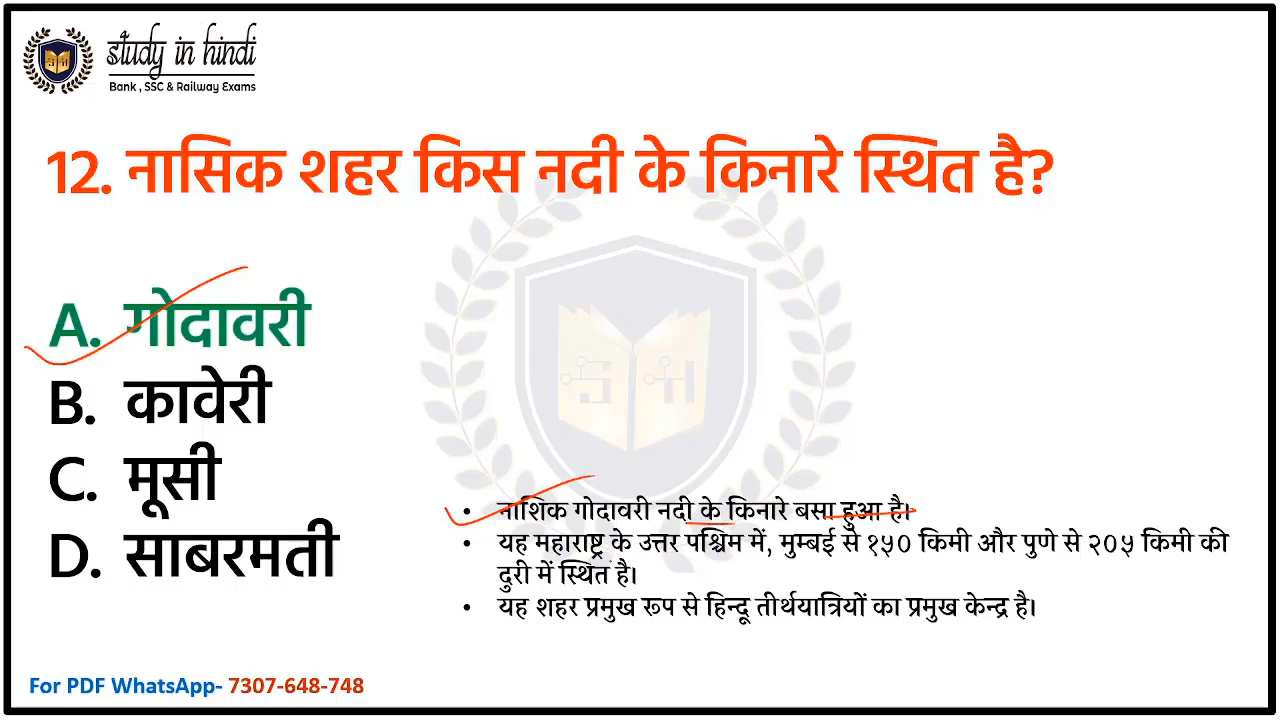 study in hindi
Bank , SSC & Railway Exams
12. नासिक शहर किस नदी के किनारे स्थित है?
A. गोदावरी
B. कावेरी
C. मूसी
D. साबरमती
• नाशिक गोदावरी नदी के किनारे बसा हुआ है।
• यह महाराष्ट्र के उत्तर पश्चिम में, मुम्बई से १५० किमी और पुणे से २०५ किमी की
दुरी में स्थित है।
• यह शहर प्रमुख रूप से हिन्दू तीर्थयात्रियों का प्रमुख केन्द्र है।
For PDF WhatsApp- 7307-648-748